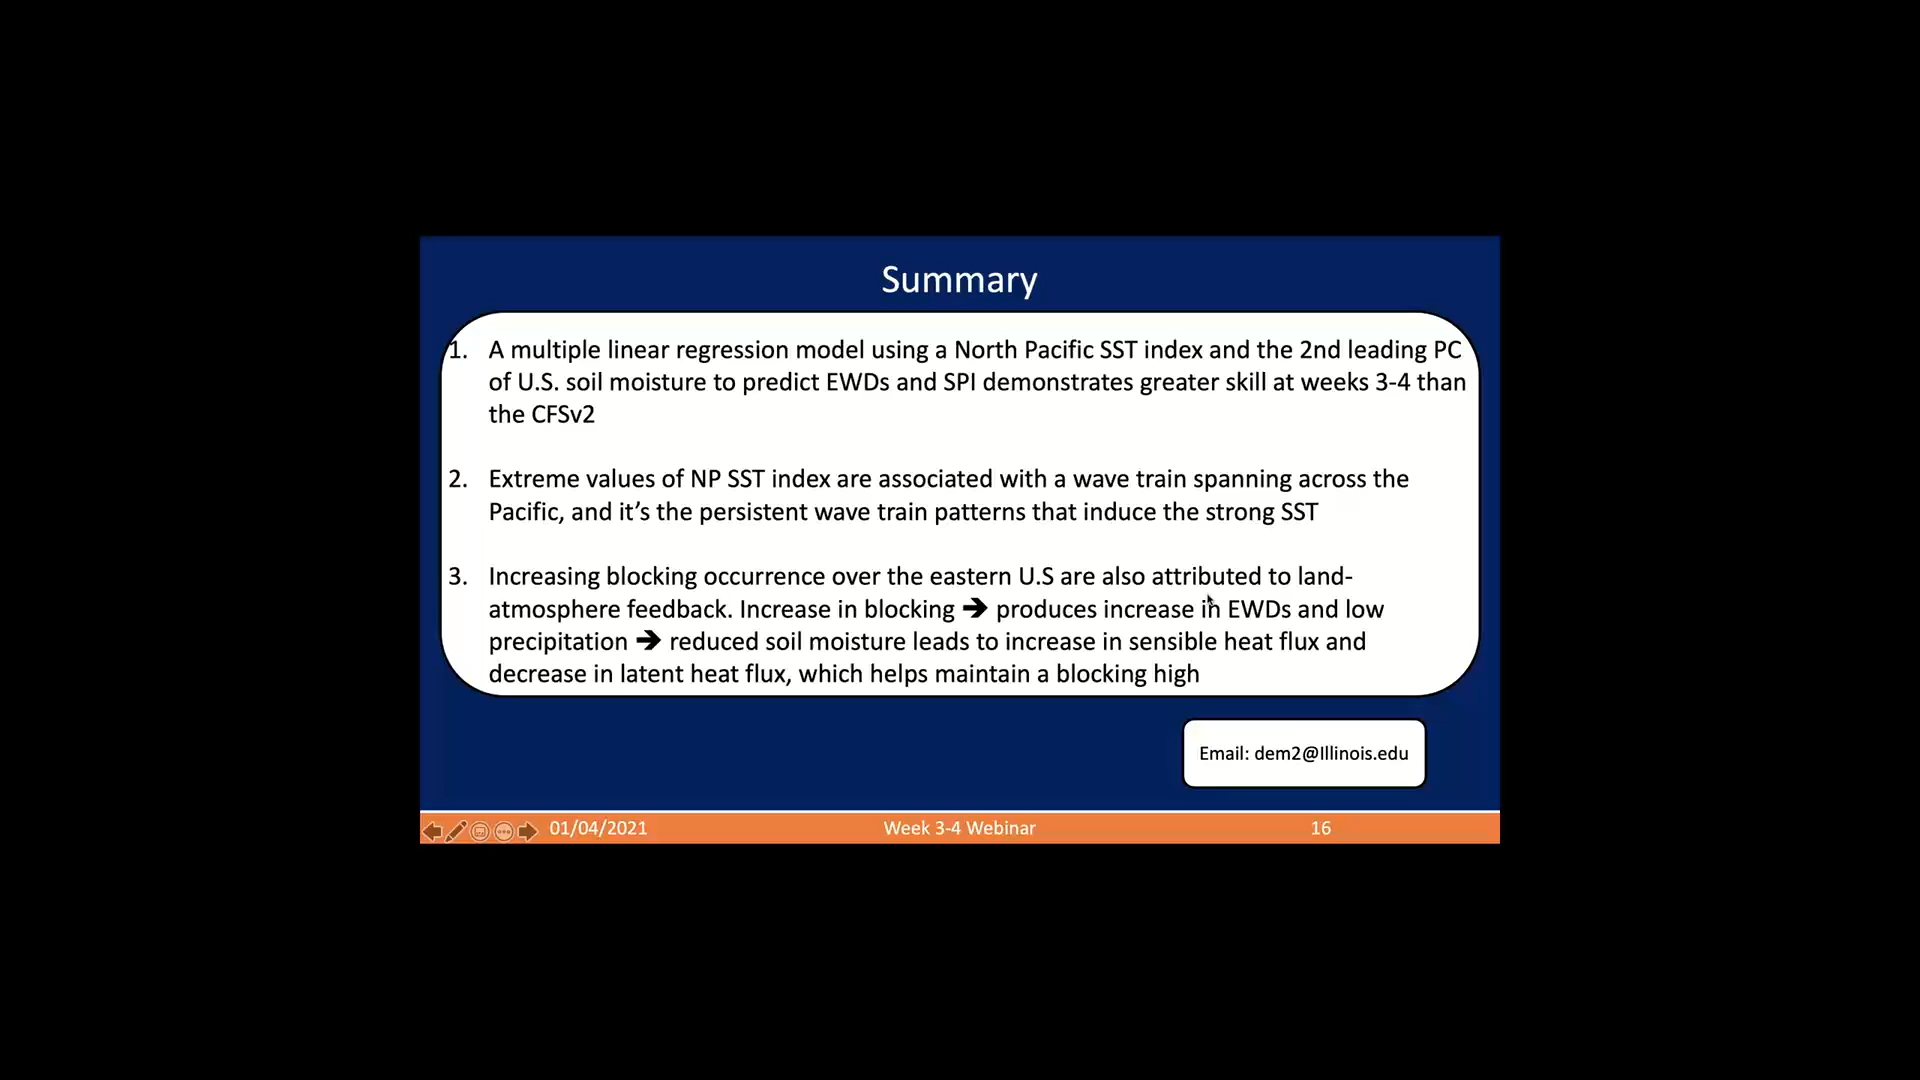 Summary
1. A multiple linear regression model using a North Pacific SST index and the 2nd leading PC
of U.S. soil moisture to predict EWDs and SPI demonstrates greater skill at weeks 3-4 than
the CFSv2
2. Extreme values of NP SST index are associated with a wave train spanning across the
Pacific, and it’s the persistent wave train patterns that induce the strong SST
3. Increasing blocking occurrence over the eastern U.S are also attributed to land-
atmosphere feedback. Increase in blocking ➔ produces increase in EWDs and low
precipitation ➔ reduced soil moisture leads to increase in sensible heat flux and
decrease in latent heat flux, which helps maintain a blocking high
Email: dem2@Illinois.edu
01/04/2021
Week 3-4 Webinar
16